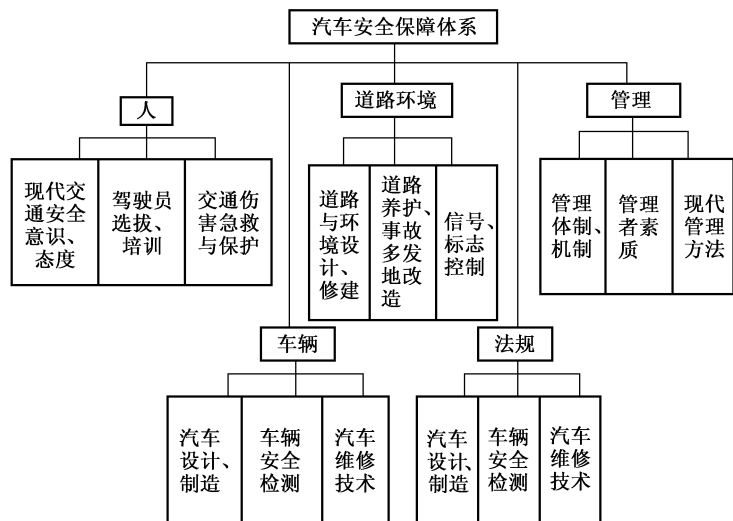 汽车安全保障体系
人
道路环境
管理
现代交
通安全
意识、
态度
驾驶员
选拔、
培训
交通伤
害急救
与保护
道路
与环
境设
计、
修建
道路
养护、
事故
多发
地改
造
信号、
标志
控制
管理
体制、
机制
管理
者素
质
现代
管理
方法
车辆
法规
汽车
设计、
制造
车辆
安全
检测
汽车
维修
技术
汽车
设计、
制造
车辆
安全
检测
汽车
维修
技术